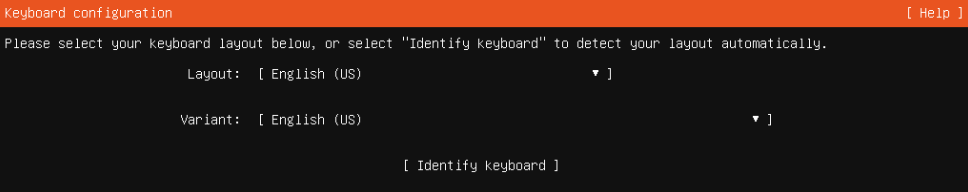 Keyboard configuration [ Help ]
Please select your keyboard layout below, or select "Identify keyboard" to detect your layout automatically.
Layout: [ English (US) ▼ ]
Variant: [ English (US) ▼ ]
[ Identify keyboard ]